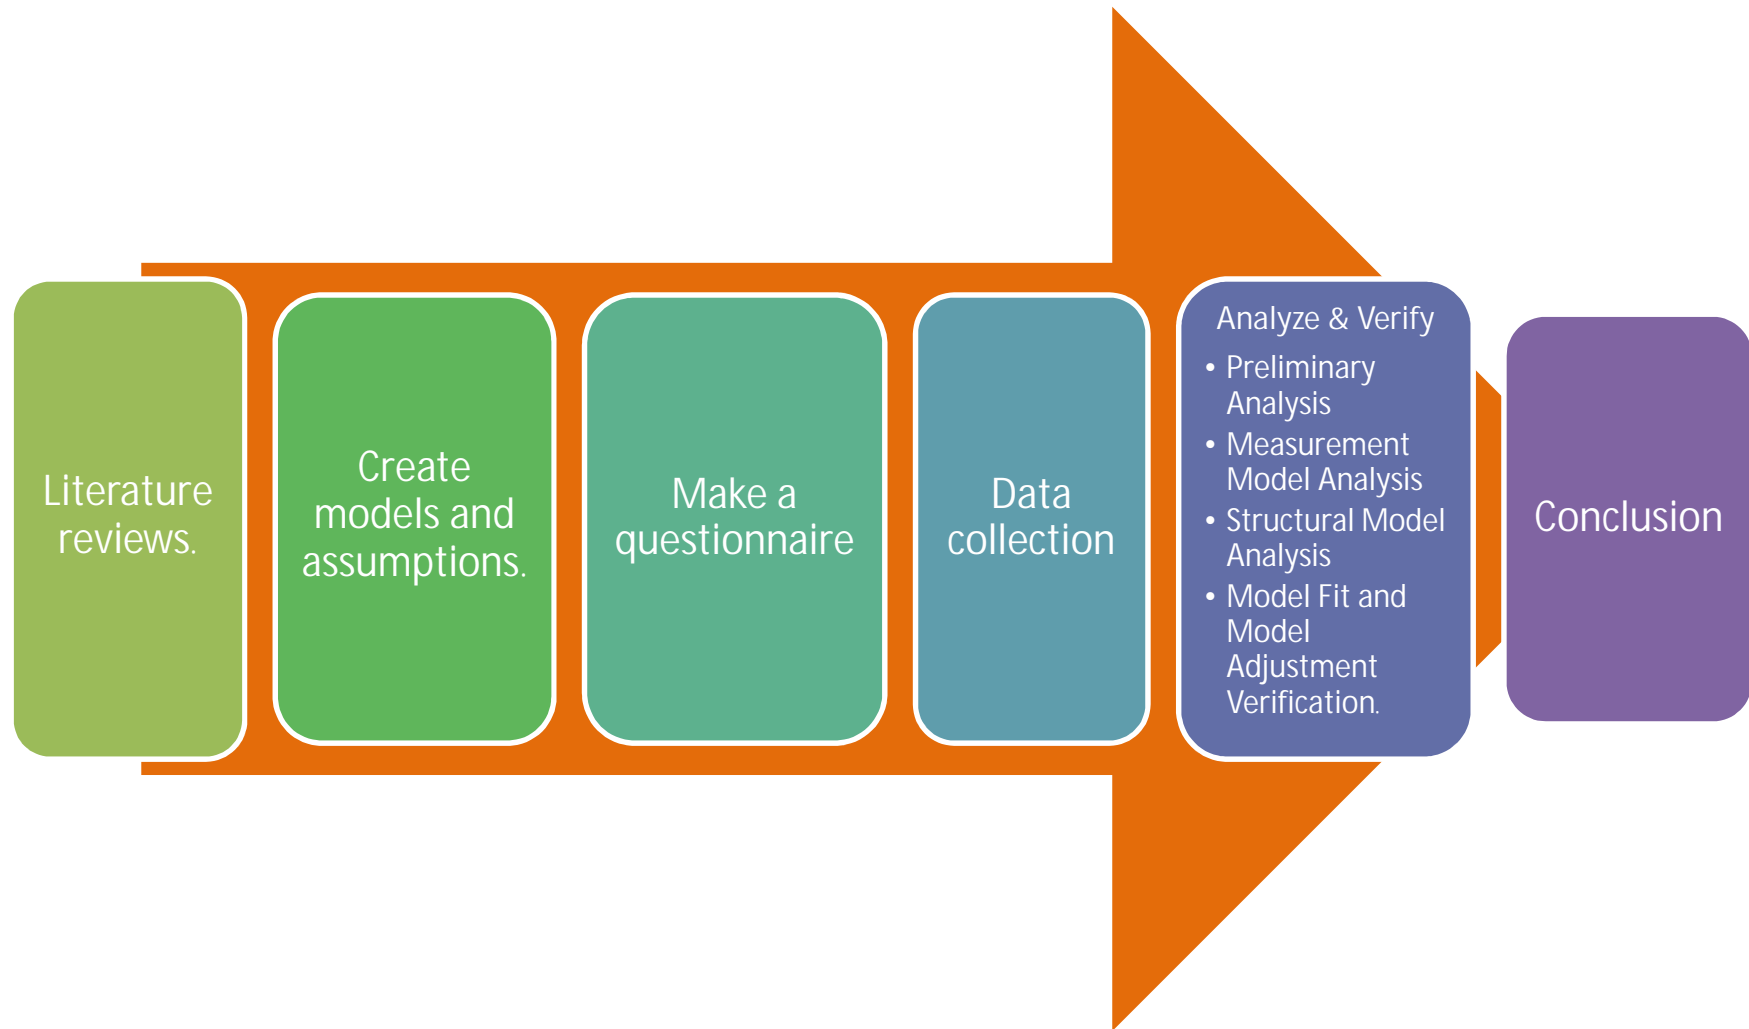 Literature
reviews.
Create
models and
assumptions.
Make a
questionnaire
Data
collection
Analyze & Verify
• Preliminary
Analysis
• Measurement
Model Analysis
• Structural Model
Analysis
• Model Fit and
Model
Adjustment
Verification.
Conclusion